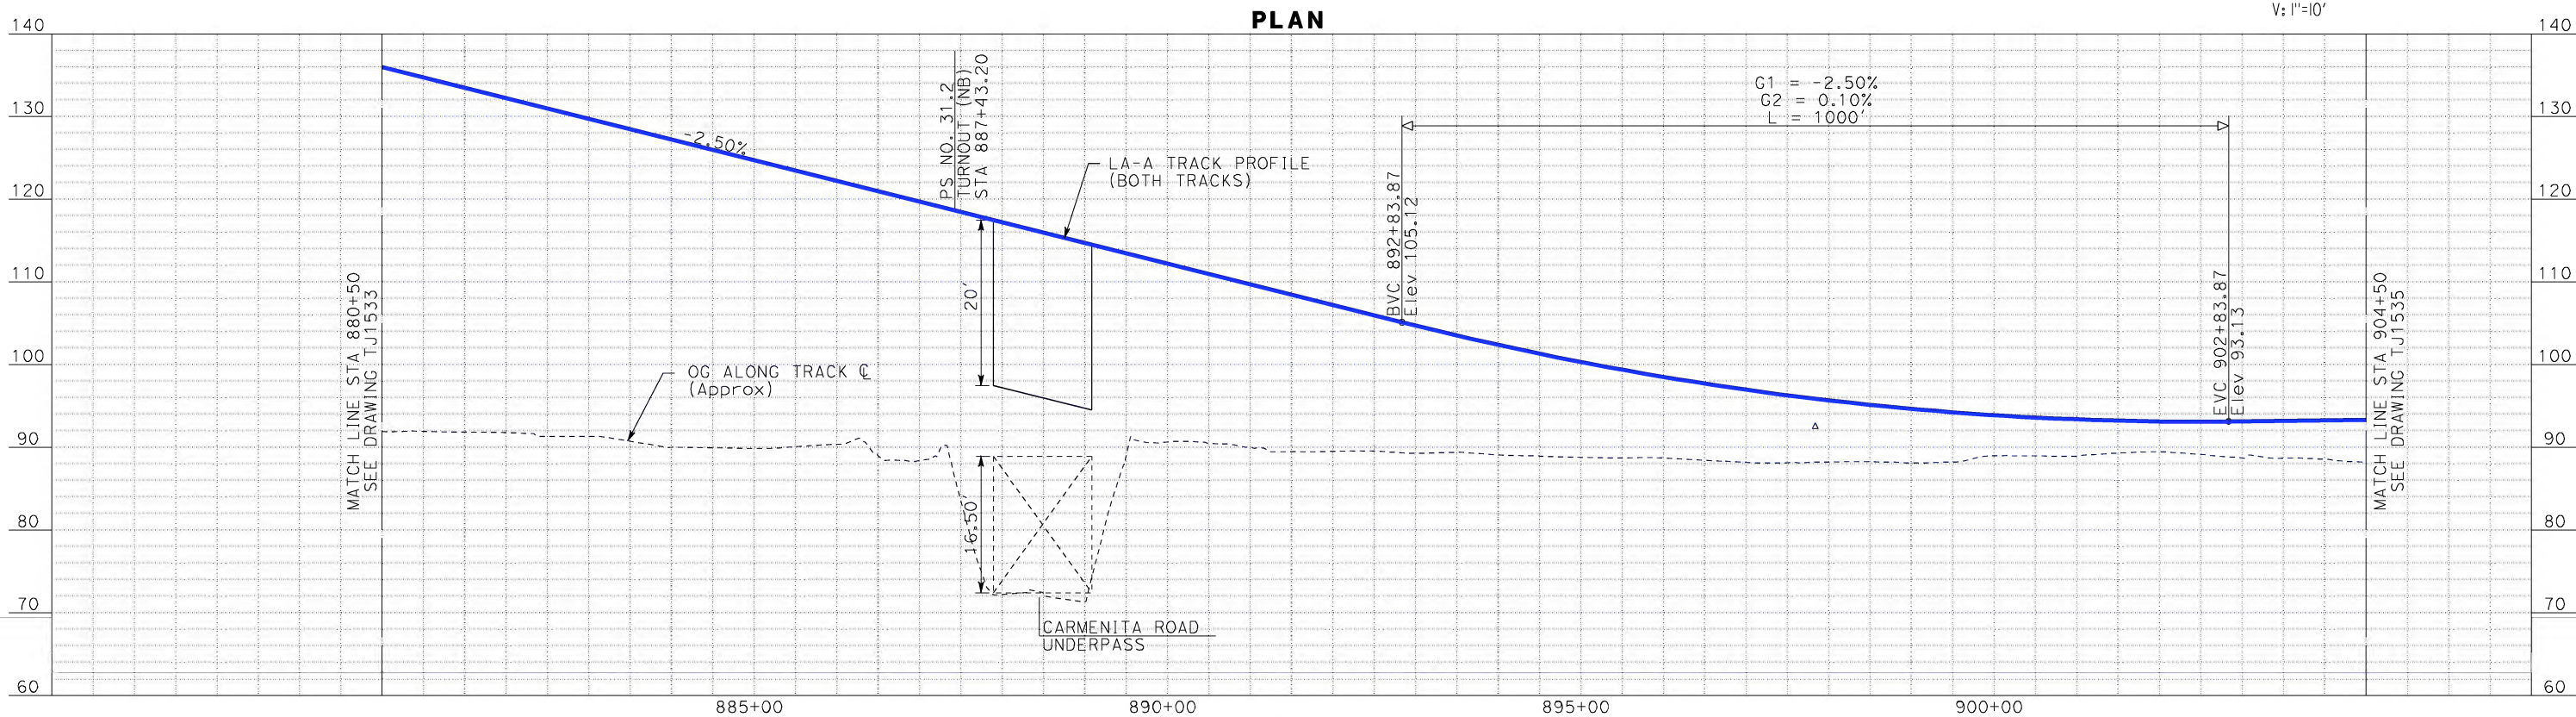 PLAN
V: 1"=10'
140
130
120
110
100
90
80
70
60
MATCH LINE STA 880+50
SEE DRAWING TJ1533
-2.50%
PS NO. 31.2
TURNOUT (NB)
STA 887+43.20
LA-A TRACK PROFILE
(BOTH TRACKS)
20'
OG ALONG TRACK ℄
(Approx)
16.50'
CARMENITA ROAD
UNDERPASS
G1 = -2.50%
G2 = 0.10%
L = 1000'
BVC 892+83.87
Elev 105.12
EVC 902+83.87
Elev 93.13
MATCH LINE STA 904+50
SEE DRAWING TJ1535
140
130
120
110
100
90
80
70
60
885+00
890+00
895+00
900+00